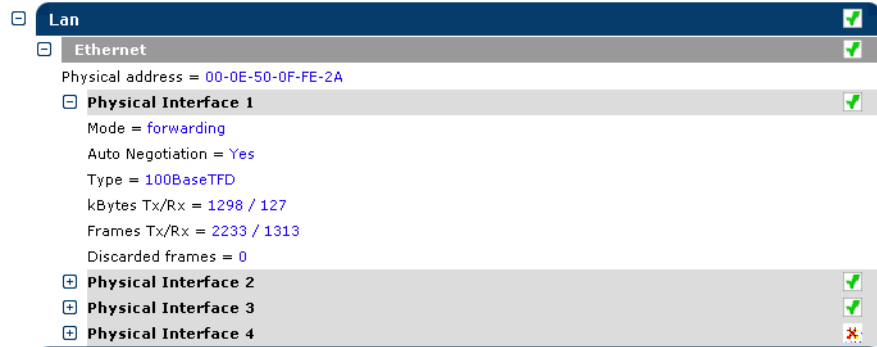 Lan
Ethernet
Physical address = 00-0E-50-0F-FE-2A
Physical Interface 1
Mode = forwarding
Auto Negotiation = Yes
Type = 100BaseTFD
kBytes Tx/Rx = 1298 / 127
Frames Tx/Rx = 2233 / 1313
Discarded frames = 0
Physical Interface 2
Physical Interface 3
Physical Interface 4